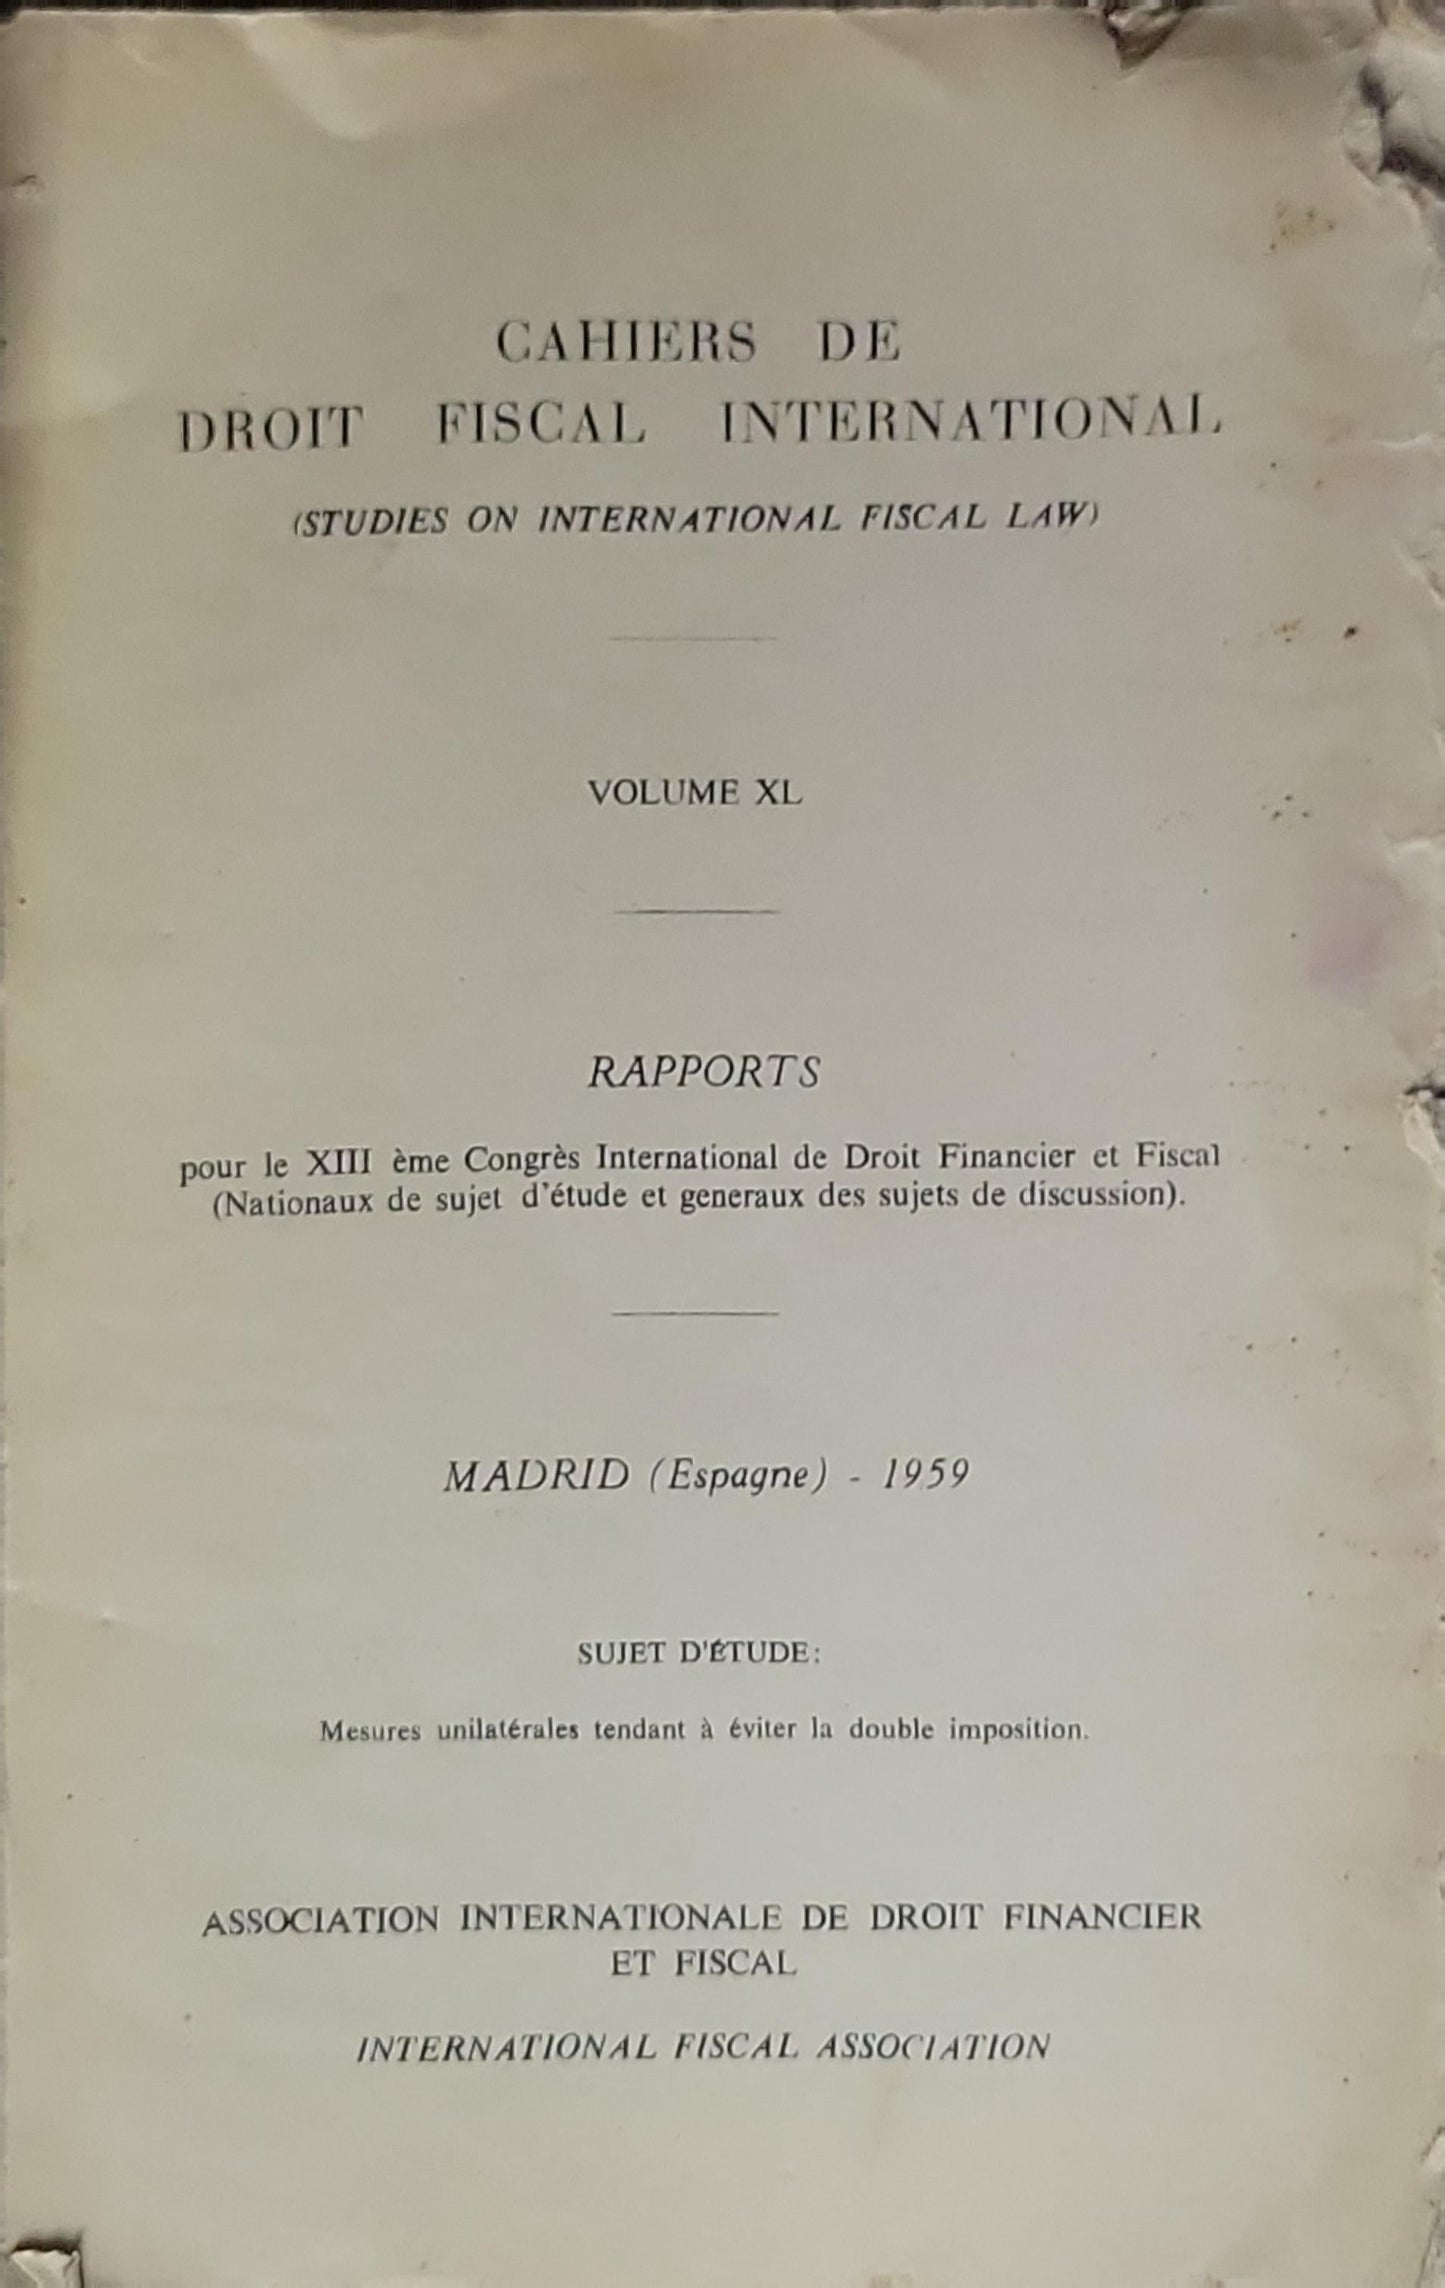 CAHIERS DE
DROIT FISCAL INTERNATIONAL
(STUDIES ON INTERNATIONAL FISCAL LAW)
VOLUME XL
RAPPORTS
pour le XIII ème Congrès International de Droit Financier et Fiscal
(Nationaux de sujet d'étude et generaux des sujets de discussion).
MADRID (Espagne) - 1959
SUJET D'ÉTUDE:
Mesures unilatérales tendant à éviter la double imposition.
ASSOCIATION INTERNATIONALE DE DROIT FINANCIER
ET FISCAL
INTERNATIONAL FISCAL ASSOCIATION